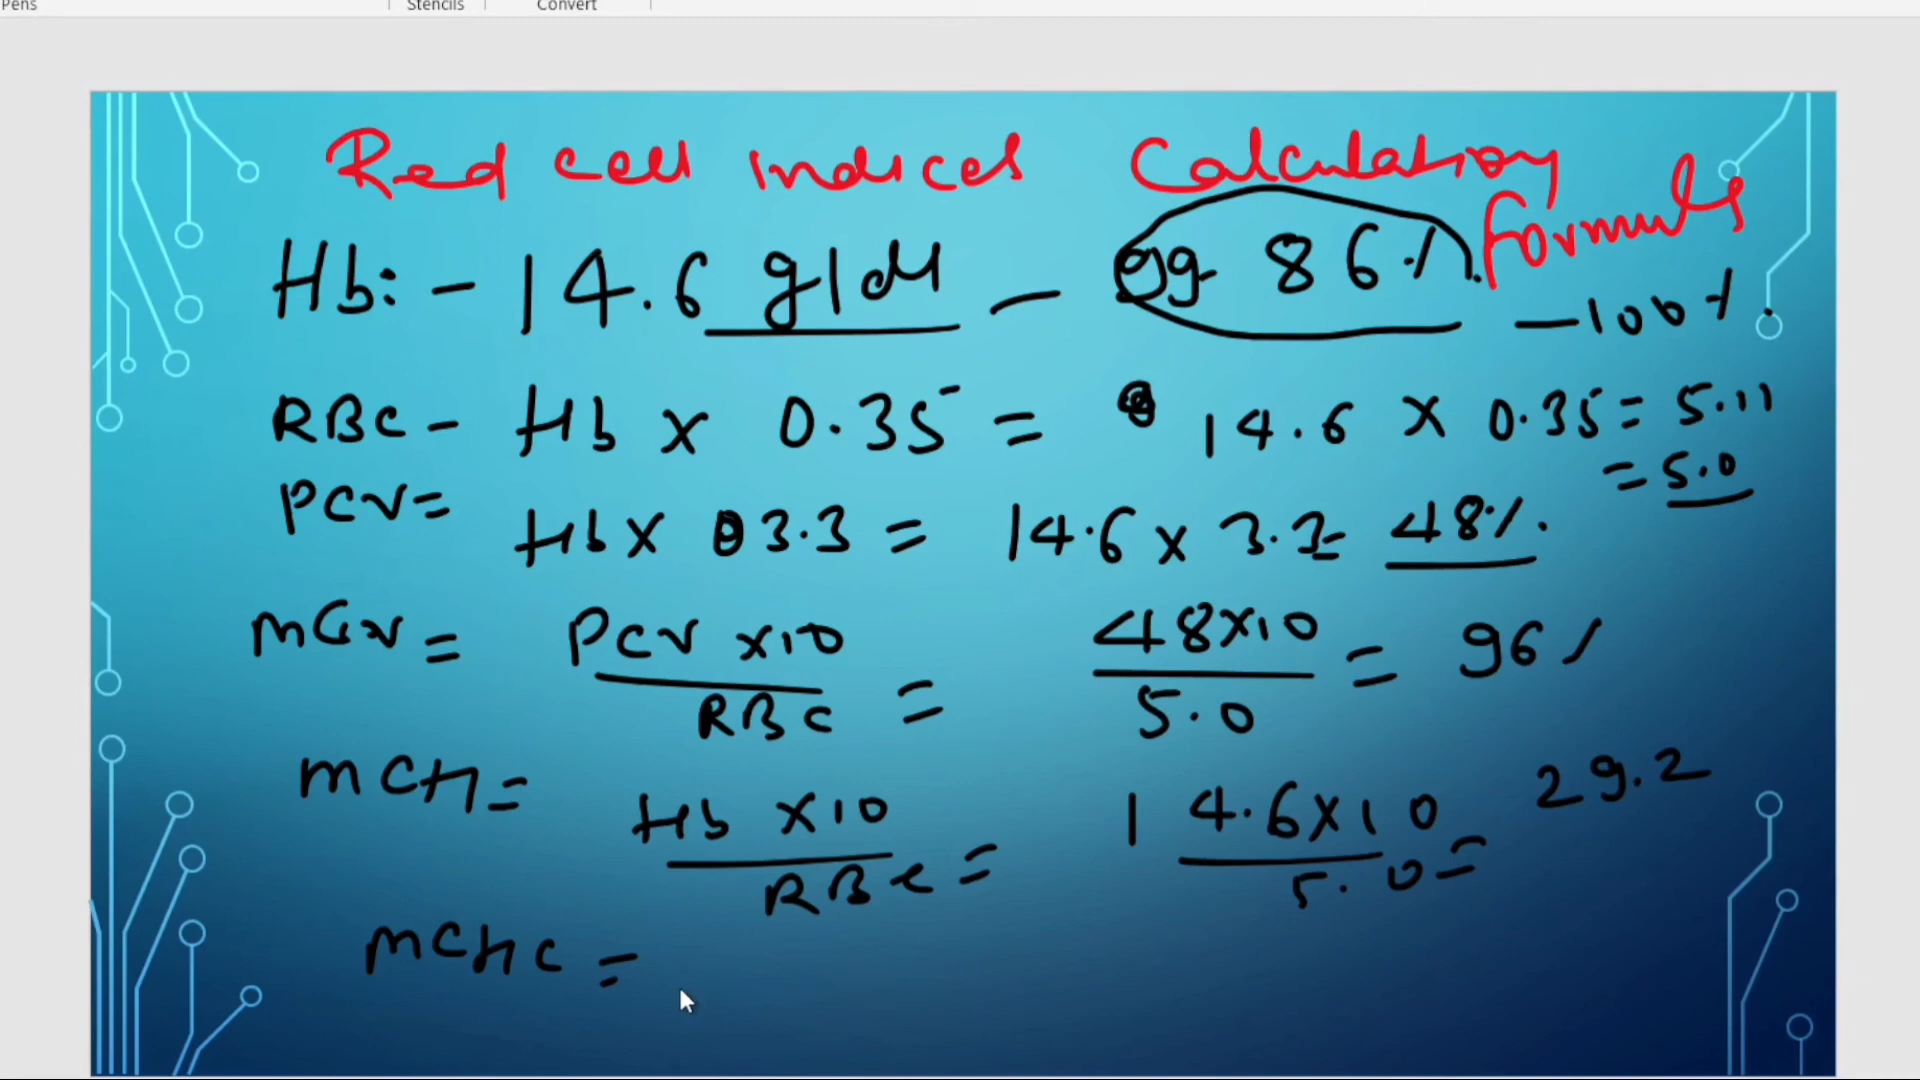 Pens Stencils Convert
Red cell indices Calculation
formula
Hb:- 14.6 g/dl - 86%. - 100%.
RBC - Hb x 0.35 = 14.6 x 0.35 = 5.11
= 5.0
PCV = Hb x 3.3 = 14.6 x 3.3 = 48%.
MCV = PCV x10 / RBC = 48x10 / 5.0 = 96
MCH = Hb x10 / RBC = 14.6x10 / 5.0 = 29.2
MCHC =